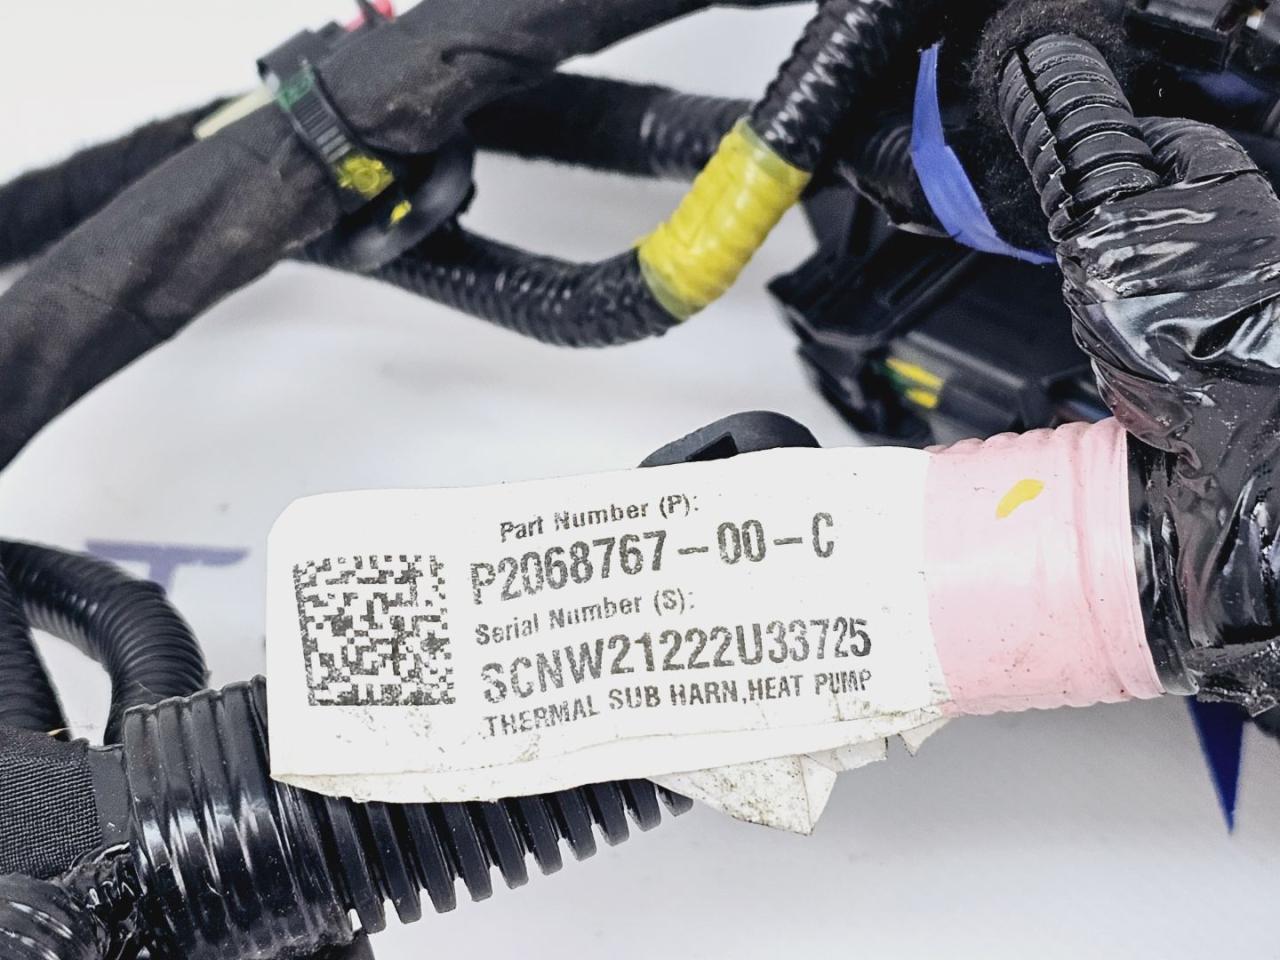 Part Number (P):
P2068767-00-C
Serial Number (S):
SCNW21222U33725
THERMAL SUB HARN,HEAT PUMP